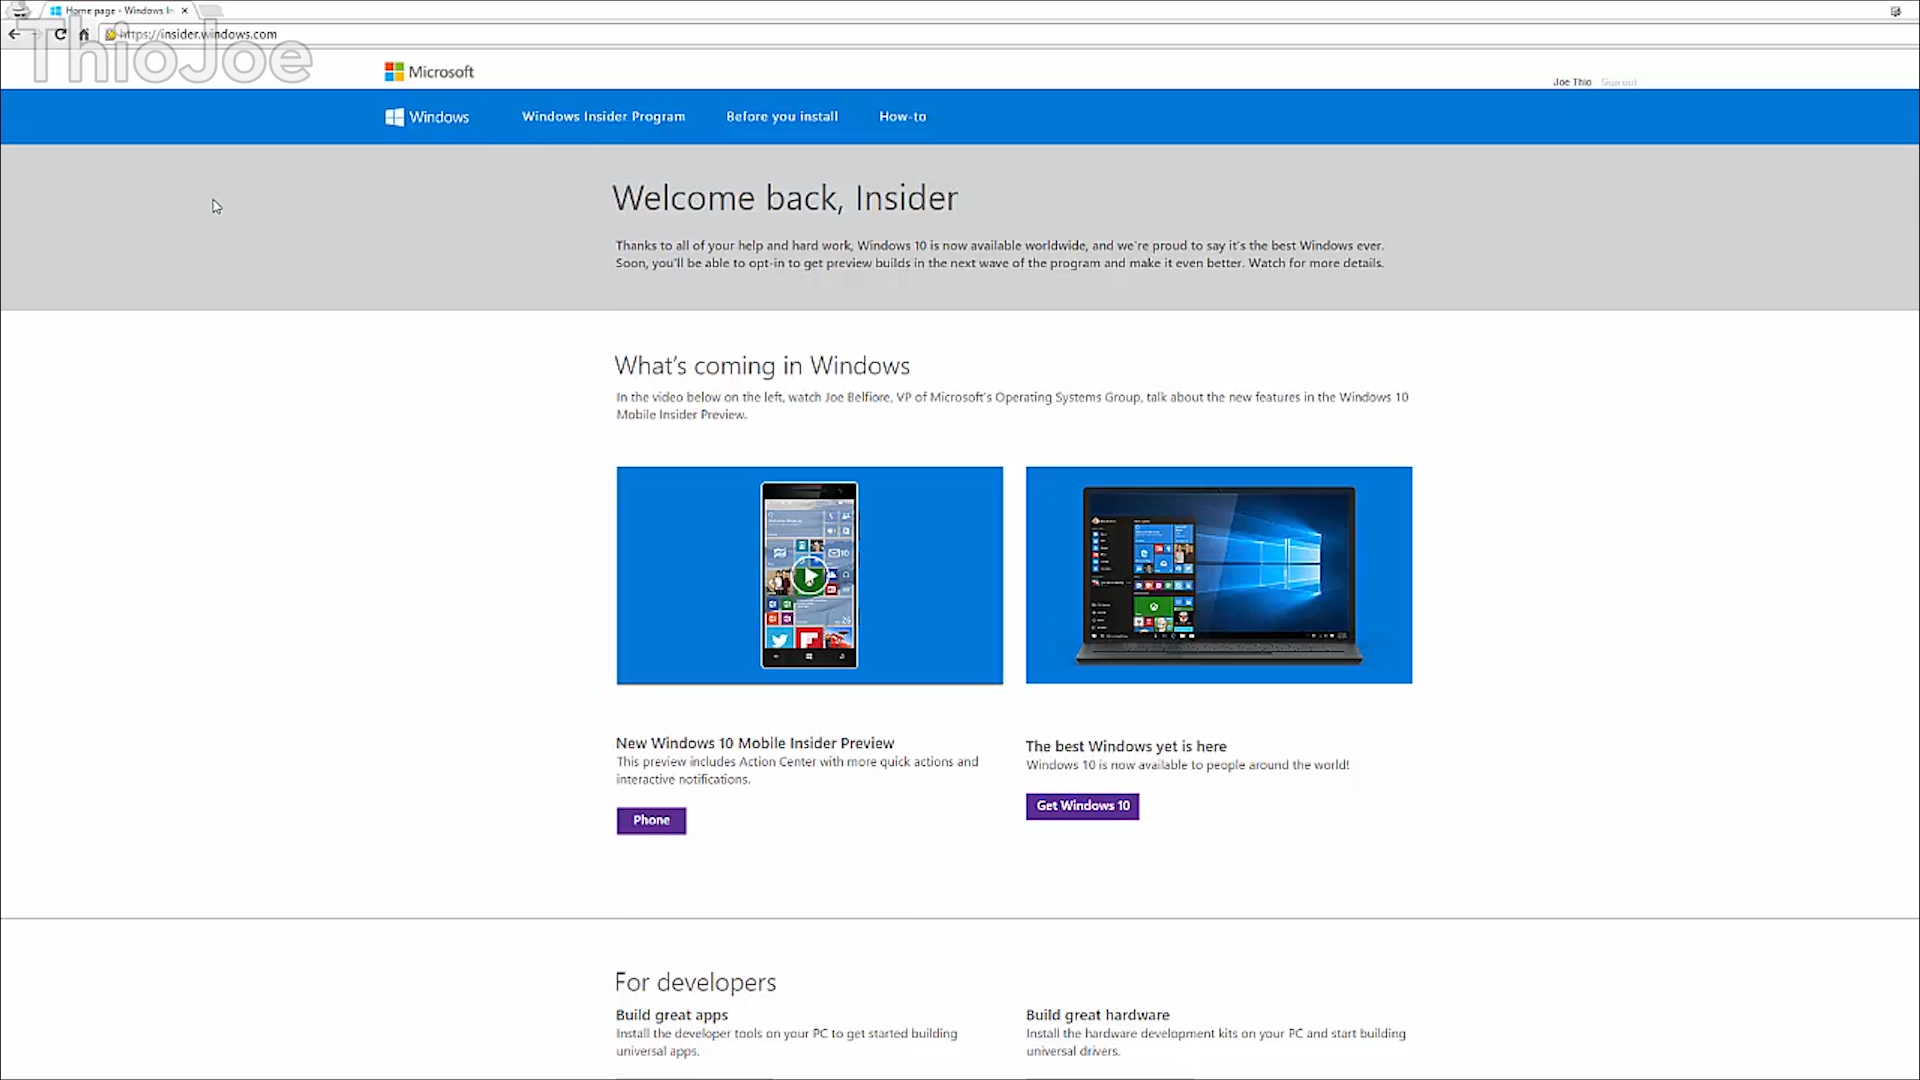 Home page - Windows In
https://insider.windows.com
ThioJoe
Microsoft
Joe Thio Sign out
Windows Windows Insider Program Before you install How-to
Welcome back, Insider
Thanks to all of your help and hard work, Windows 10 is now available worldwide, and we're proud to say it's the best Windows ever.
Soon, you'll be able to opt-in to get preview builds in the next wave of the program and make it even better. Watch for more details.
What's coming in Windows
In the video below on the left, watch Joe Belfiore, VP of Microsoft's Operating Systems Group, talk about the new features in the Windows 10
Mobile Insider Preview.
New Windows 10 Mobile Insider Preview
This preview includes Action Center with more quick actions and
interactive notifications.
Phone
The best Windows yet is here
Windows 10 is now available to people around the world!
Get Windows 10
For developers
Build great apps
Install the developer tools on your PC to get started building
universal apps.
Build great hardware
Install the hardware development kits on your PC and start building
universal drivers.